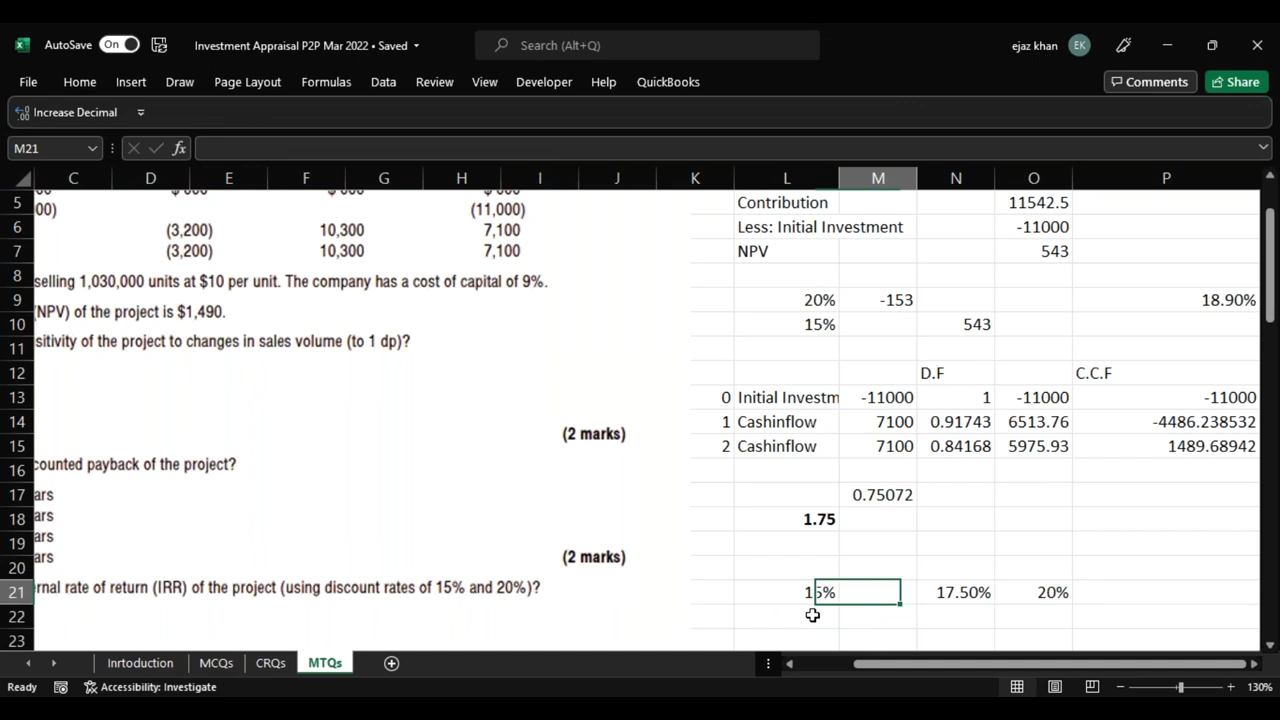 AutoSave On Investment Appraisal P2P Mar 2022 • Saved Search (Alt+Q) ejaz khan EK
File Home Insert Draw Page Layout Formulas Data Review View Developer Help QuickBooks Comments Share
Increase Decimal
M21 fx
C D E F G H I J K L M N O P
5 Contribution 11542.5
00) (11,000)
6 (3,200) 10,300 7,100 Less: Initial Investment -11000
7 (3,200) 10,300 7,100 NPV 543
8 selling 1,030,000 units at $10 per unit. The company has a cost of capital of 9%.
9 (NPV) of the project is $1,490. 20% -153 18.90%
10 15% 543
11 sitivity of the project to changes in sales volume (to 1 dp)?
12 D.F C.C.F
13 0 Initial Investm -11000 1 -11000 -11000
14 1 Cashinflow 7100 0.91743 6513.76 -4486.238532
(2 marks)
15 2 Cashinflow 7100 0.84168 5975.93 1489.68942
16 counted payback of the project?
17 ars 0.75072
18 ars 1.75
19 ars
20 ars (2 marks)
21 rnal rate of return (IRR) of the project (using discount rates of 15% and 20%)? 15% 17.50% 20%
22
23
Inrtoduction MCQs CRQs MTQs
Ready Accessibility: Investigate 130%